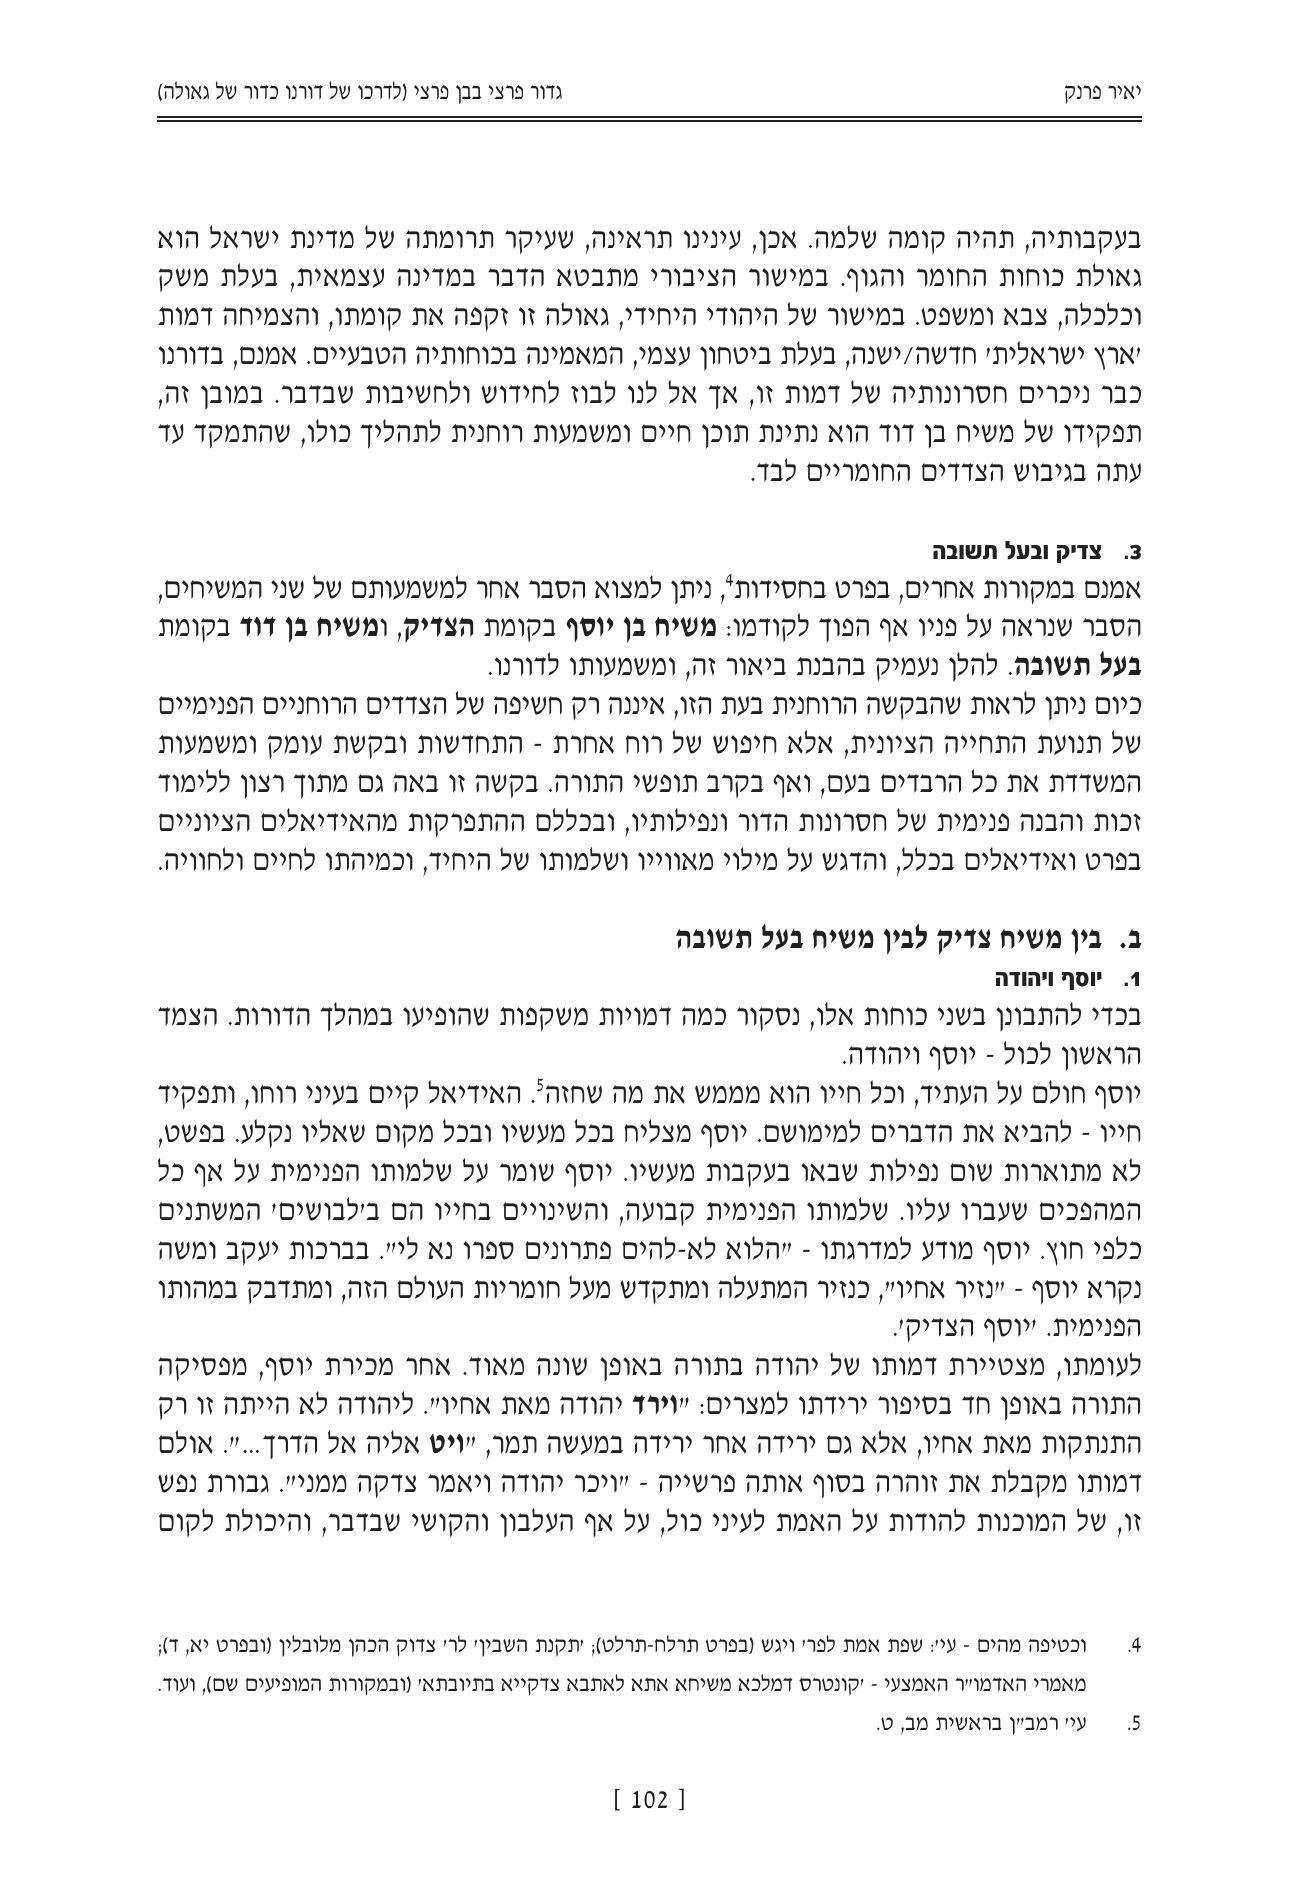 יאיר פרנק
גדור פרצי בבן פרצי (לדרכו של דורנו כדור של גאולה)
בעקבותיה, תהיה קומה שלמה. אכן, עינינו תראינה, שעיקר תרומתה של מדינת ישראל הוא
גאולת כוחות החומר והגוף. במישור הציבורי מתבטא הדבר במדינה עצמאית, בעלת משק
וכלכלה, צבא ומשפט. במישור של היהודי היחידי, גאולה זו זקפה את קומתו, והצמיחה דמות
'ארץ ישראלית' חדשה/ישנה, בעלת ביטחון עצמי, המאמינה בכוחותיה הטבעיים. אמנם, בדורנו
כבר ניכרים חסרונותיה של דמות זו, אך אל לנו לבוז לחידוש ולחשיבות שבדבר. במובן זה,
תפקידו של משיח בן דוד הוא נתינת תוכן חיים ומשמעות רוחנית לתהליך כולו, שהתמקד עד
עתה בגיבוש הצדדים החומריים לבד.
3. צדיק ובעל תשובה
אמנם במקורות אחרים, בפרט בחסידות4, ניתן למצוא הסבר אחר למשמעותם של שני המשיחים,
הסבר שנראה על פניו אף הפוך לקודמו: משיח בן יוסף בקומת הצדיק, ומשיח בן דוד בקומת
בעל תשובה. להלן נעמיק בהבנת ביאור זה, ומשמעותו לדורנו.
כיום ניתן לראות שהבקשה הרוחנית בעת הזו, איננה רק חשיפה של הצדדים הרוחניים הפנימיים
של תנועת התחייה הציונית, אלא חיפוש של רוח אחרת - התחדשות ובקשת עומק ומשמעות
המשדדת את כל הרבדים בעם, ואף בקרב תופשי התורה. בקשה זו באה גם מתוך רצון ללימוד
זכות והבנה פנימית של חסרונות הדור ונפילותיו, ובכללם ההתפרקות מהאידיאלים הציוניים
בפרט ואידיאלים בכלל, והדגש על מילוי מאווייו ושלמותו של היחיד, וכמיהתו לחיים ולחוויה.
ב. בין משיח צדיק לבין משיח בעל תשובה
1. יוסף ויהודה
בכדי להתבונן בשני כוחות אלו, נסקור כמה דמויות משקפות שהופיעו במהלך הדורות. הצמד
הראשון לכול - יוסף ויהודה.
יוסף חולם על העתיד, וכל חייו הוא מממש את מה שחזה5. האידיאל קיים בעיני רוחו, ותפקיד
חייו - להביא את הדברים למימושם. יוסף מצליח בכל מעשיו ובכל מקום שאליו נקלע. בפשט,
לא מתוארות שום נפילות שבאו בעקבות מעשיו. יוסף שומר על שלמותו הפנימית על אף כל
המהפכים שעברו עליו. שלמותו הפנימית קבועה, והשינויים בחייו הם ב'לבושים' המשתנים
כלפי חוץ. יוסף מודע למדרגתו - "הלוא לא-להים פתרונים ספרו נא לי". בברכות יעקב ומשה
נקרא יוסף - "נזיר אחיו", כנזיר המתעלה ומתקדש מעל חומריות העולם הזה, ומתדבק במהותו
הפנימית. 'יוסף הצדיק'.
לעומתו, מצטיירת דמותו של יהודה בתורה באופן שונה מאוד. אחר מכירת יוסף, מפסיקה
התורה באופן חד בסיפור ירידתו למצרים: "וירד יהודה מאת אחיו". ליהודה לא הייתה זו רק
התנתקות מאת אחיו, אלא גם ירידה אחר ירידה במעשה תמר, "ויט אליה אל הדרך...". אולם
דמותו מקבלת את זוהרה בסוף אותה פרשייה - "ויכר יהודה ויאמר צדקה ממני". גבורת נפש
זו, של המוכנות להודות על האמת לעיני כול, על אף העלבון והקושי שבדבר, והיכולת לקום
4. וכטיפה מהים - עי': שפת אמת לפר' ויגש (בפרט תרלח-תרלט); 'תקנת השבין' לר' צדוק הכהן מלובלין (ובפרט יא, ד);
מאמרי האדמו"ר האמצעי - 'קונטרס דמלכא משיחא אתא לאתבא צדקייא בתיובתא' (ובמקורות המופיעים שם), ועוד.
5. עי' רמב"ן בראשית מב, ט.
[ 102 ]